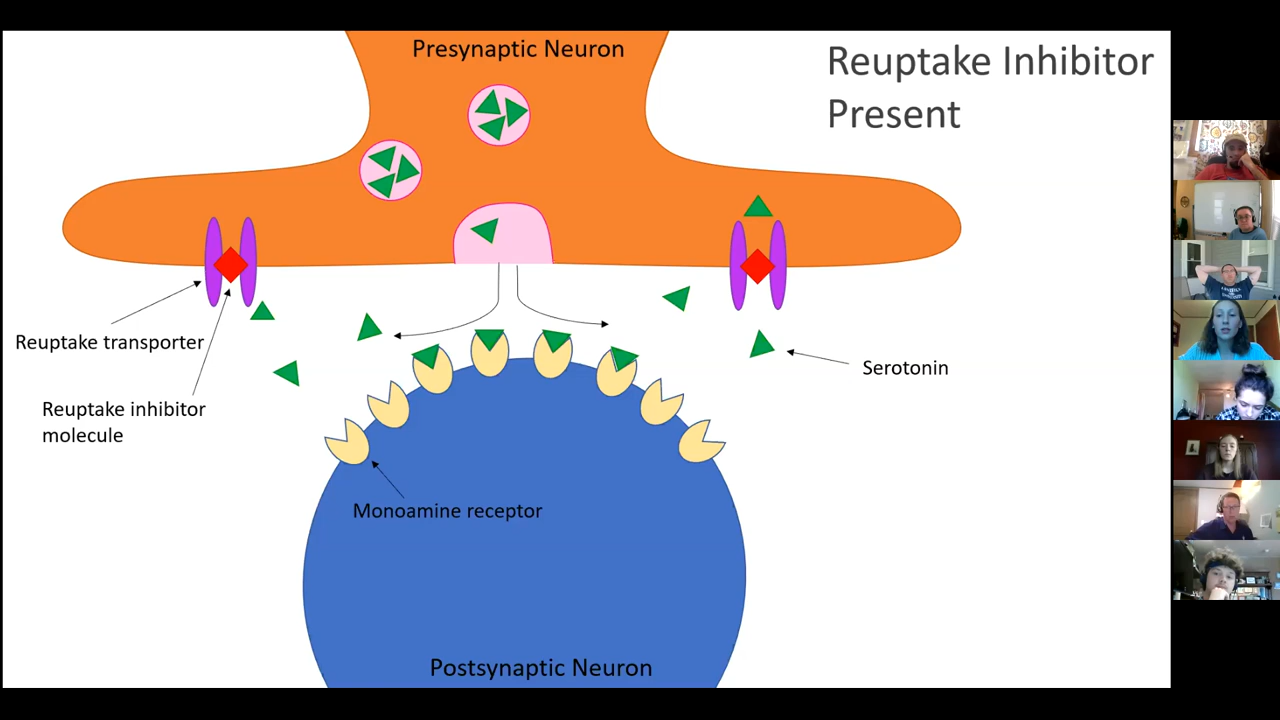 Presynaptic Neuron
Reuptake Inhibitor
Present
Reuptake transporter
Serotonin
Reuptake inhibitor
molecule
Monoamine receptor
Postsynaptic Neuron